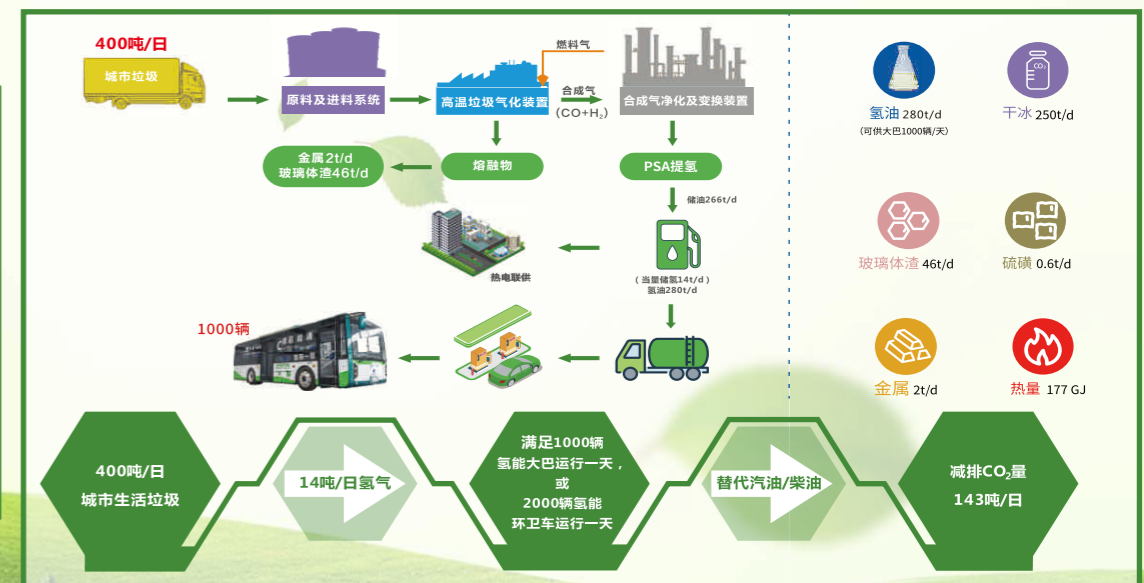 400吨/日
城市垃圾
原料及进料系统
高温垃圾气化装置
燃料气
合成气
(CO+H₂)
合成气净化及变换装置
金属2t/d
玻璃体渣46t/d
熔融物
PSA提氢
储油266t/d
热电联供
(当量储氢14t/d)
氢油280t/d
1000辆
氢油 280t/d
(可供大巴1000辆/天)
CO₂
干冰 250t/d
玻璃体渣 46t/d
硫磺 0.6t/d
金属 2t/d
热量 177 GJ
400吨/日
城市生活垃圾
14吨/日氢气
满足1000辆
氢能大巴运行一天，
或
2000辆氢能
环卫车运行一天
替代汽油/柴油
减排CO₂量
143吨/日